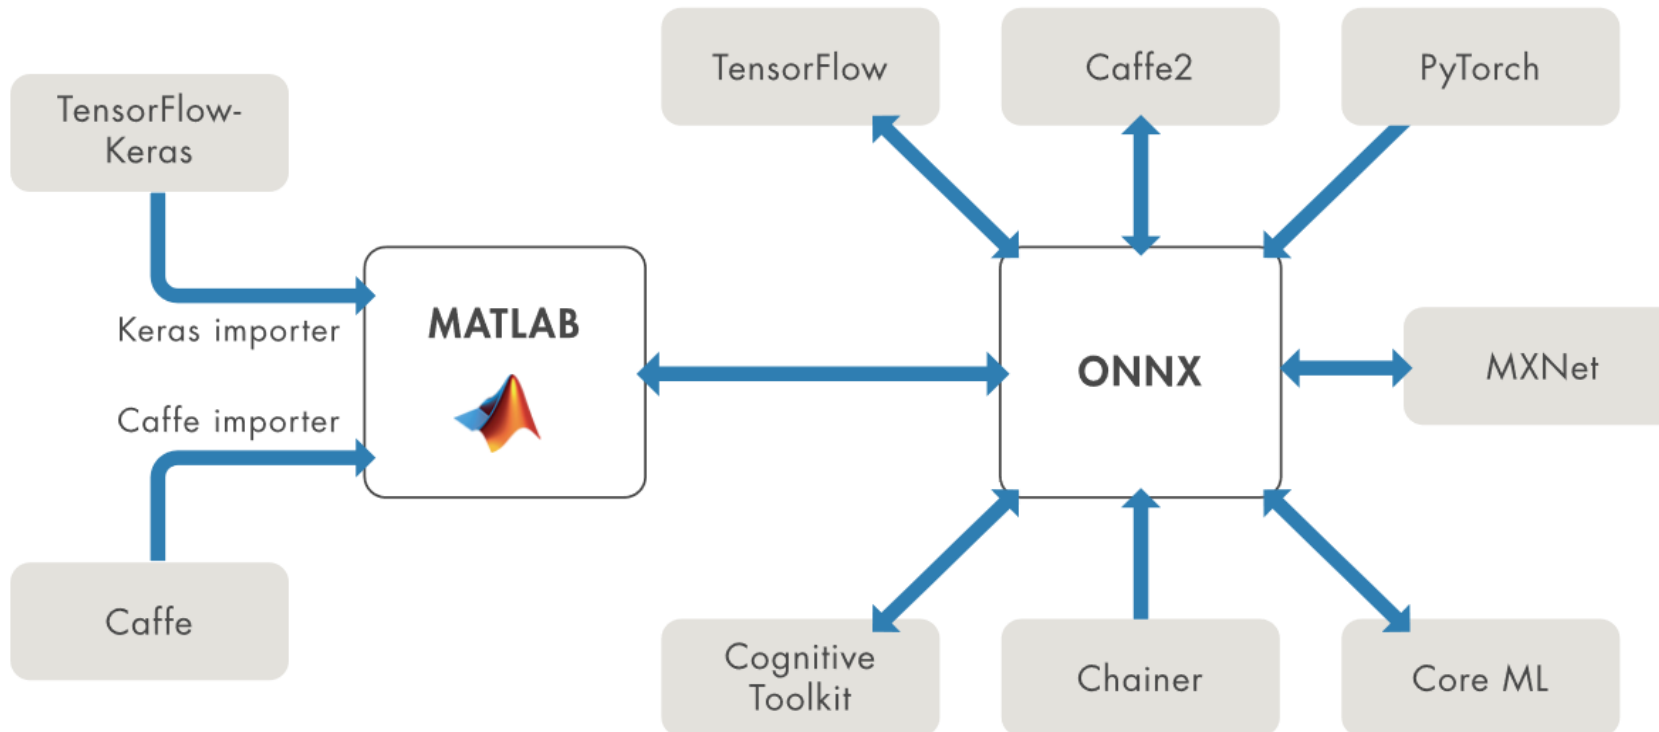 TensorFlow
Caffe2
PyTorch
TensorFlow-
Keras
Keras importer
MATLAB
Caffe importer
ONNX
MXNet
Caffe
Cognitive
Toolkit
Chainer
Core ML